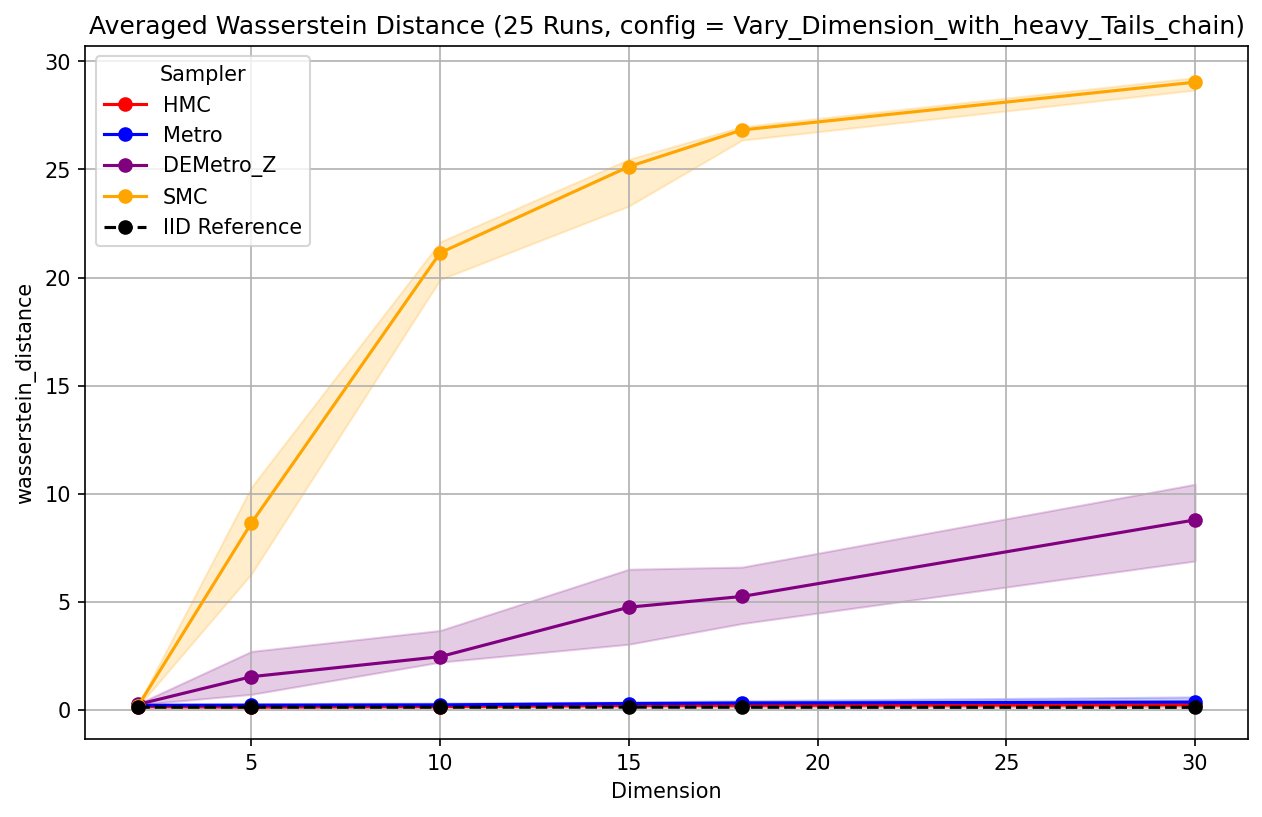 Averaged Wasserstein Distance (25 Runs, config = Vary_Dimension_with_heavy_Tails_chain)
Sampler
HMC
Metro
DEMetro_Z
SMC
IID Reference
wasserstein_distance
30
25
20
15
10
5
0
5
10
15
20
25
30
Dimension